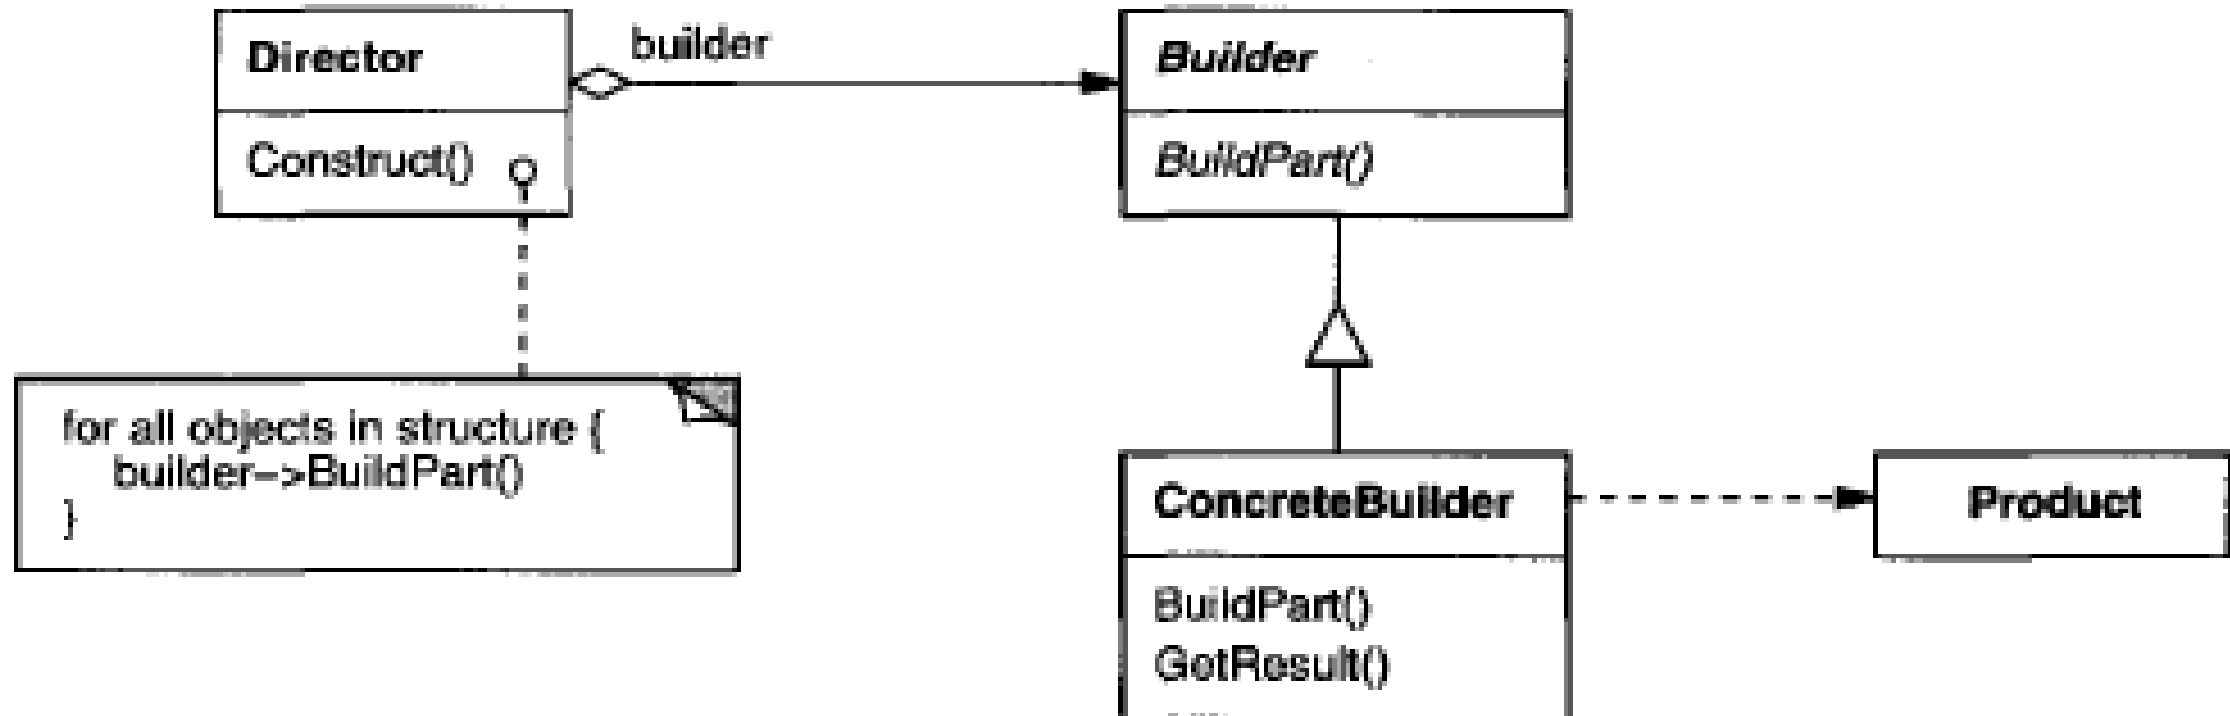 Director
builder
Builder
Construct()
BuildPart()
for all objects in structure {
builder->BuildPart()
}
ConcreteBuilder
Product
BuildPart()
GetResult()